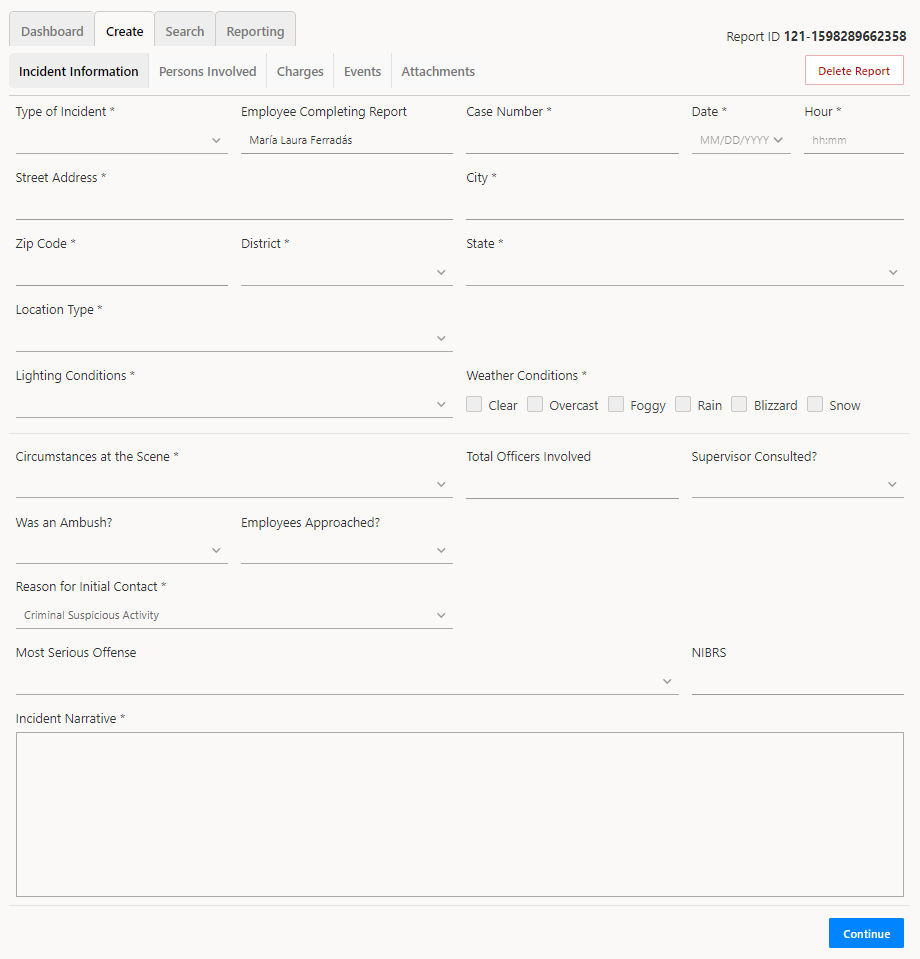 Dashboard Create Search Reporting
Report ID 121-1598289662358
Incident Information Persons Involved Charges Events Attachments Delete Report
Type of Incident * Employee Completing Report Case Number * Date * Hour *
María Laura Ferradás MM/DD/YYYY hh:mm
Street Address * City *
Zip Code * District * State *
Location Type *
Lighting Conditions * Weather Conditions *
Clear Overcast Foggy Rain Blizzard Snow
Circumstances at the Scene * Total Officers Involved Supervisor Consulted?
Was an Ambush? Employees Approached?
Reason for Initial Contact *
Criminal Suspicious Activity
Most Serious Offense NIBRS
Incident Narrative *
Continue